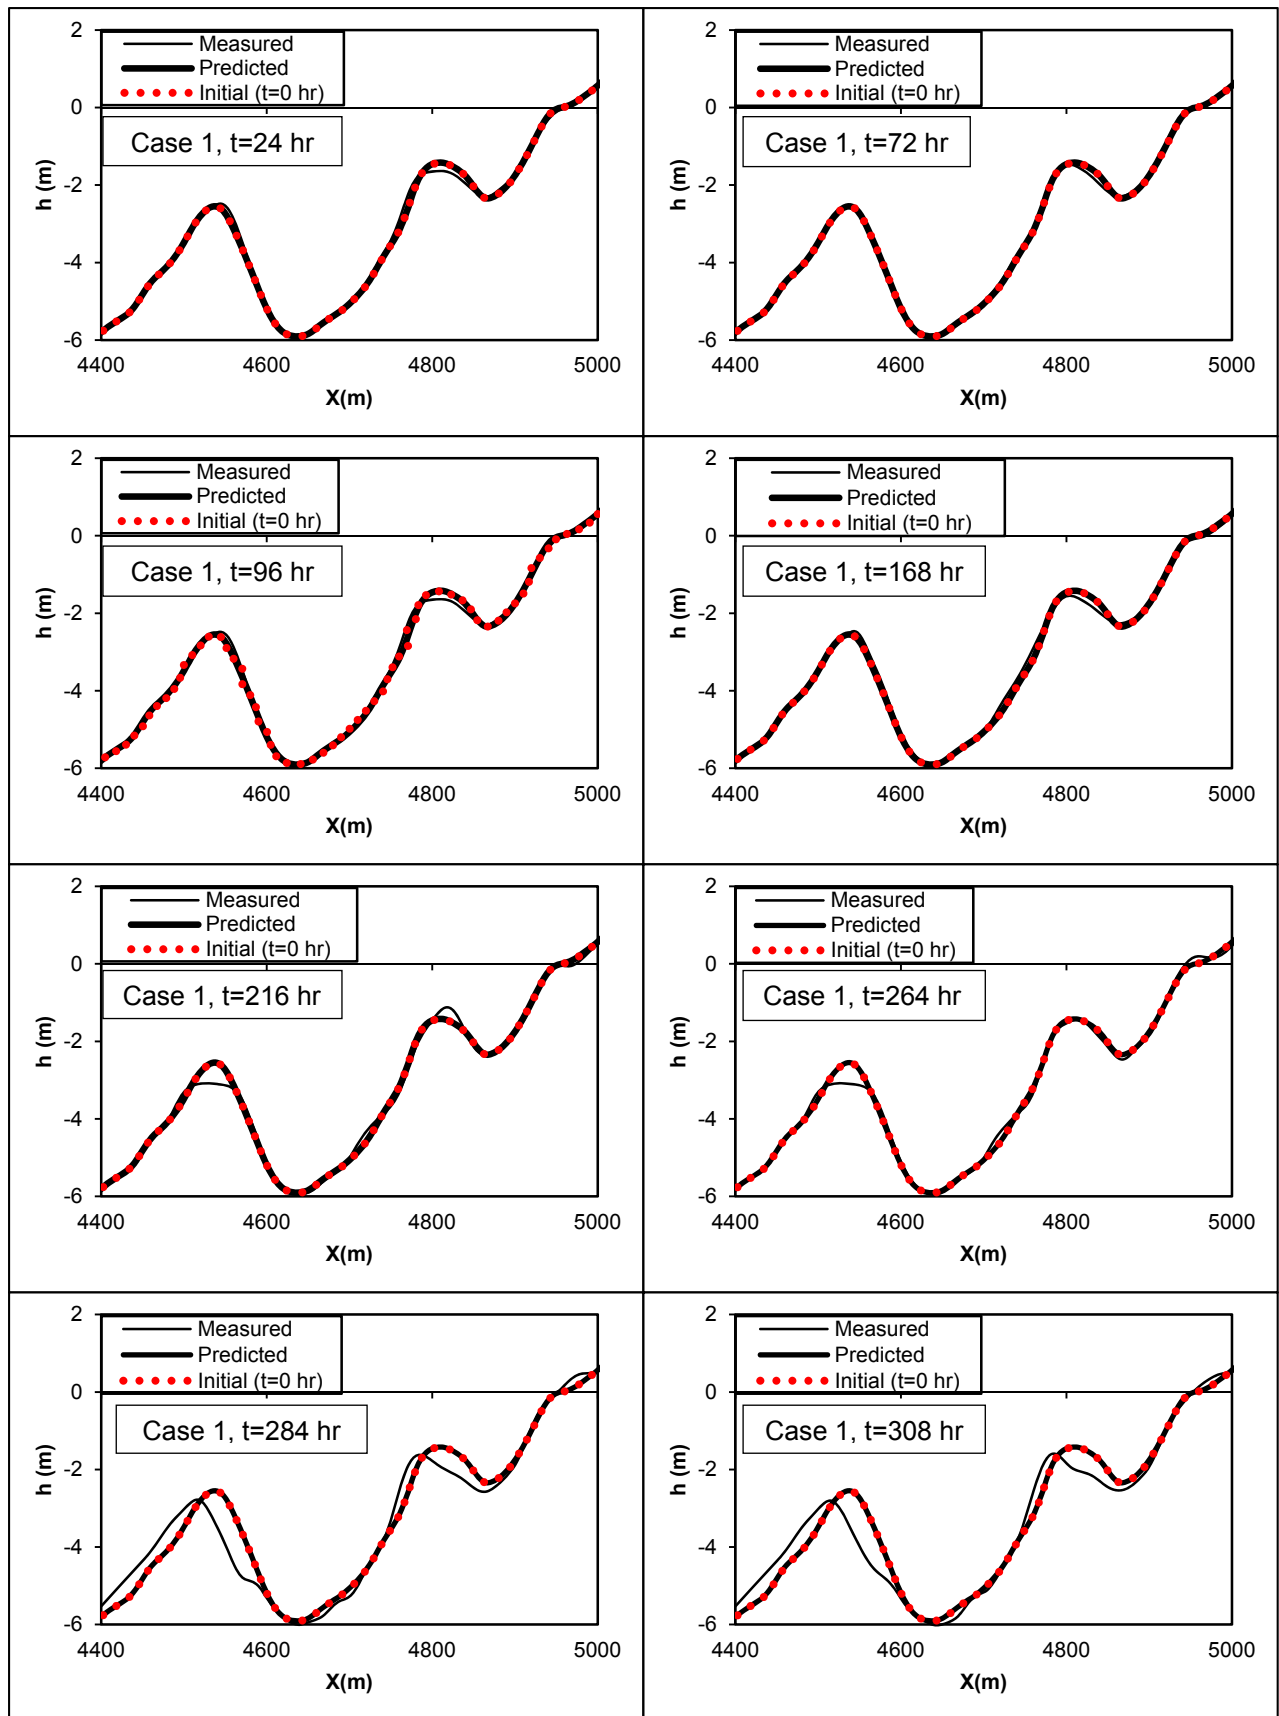 2
0
-2
-4
-6
h (m)
Measured
Predicted
Initial (t=0 hr)
Case 1, t=24 hr
4400 4600 4800 5000
X(m)
2
0
-2
-4
-6
h (m)
Measured
Predicted
Initial (t=0 hr)
Case 1, t=72 hr
4400 4600 4800 5000
X(m)
2
0
-2
-4
-6
h (m)
Measured
Predicted
Initial (t=0 hr)
Case 1, t=96 hr
4400 4600 4800 5000
X(m)
2
0
-2
-4
-6
h (m)
Measured
Predicted
Initial (t=0 hr)
Case 1, t=168 hr
4400 4600 4800 5000
X(m)
2
0
-2
-4
-6
h (m)
Measured
Predicted
Initial (t=0 hr)
Case 1, t=216 hr
4400 4600 4800 5000
X(m)
2
0
-2
-4
-6
h (m)
Measured
Predicted
Initial (t=0 hr)
Case 1, t=264 hr
4400 4600 4800 5000
X(m)
2
0
-2
-4
-6
h (m)
Measured
Predicted
Initial (t=0 hr)
Case 1, t=284 hr
4400 4600 4800 5000
X(m)
2
0
-2
-4
-6
h (m)
Measured
Predicted
Initial (t=0 hr)
Case 1, t=308 hr
4400 4600 4800 5000
X(m)